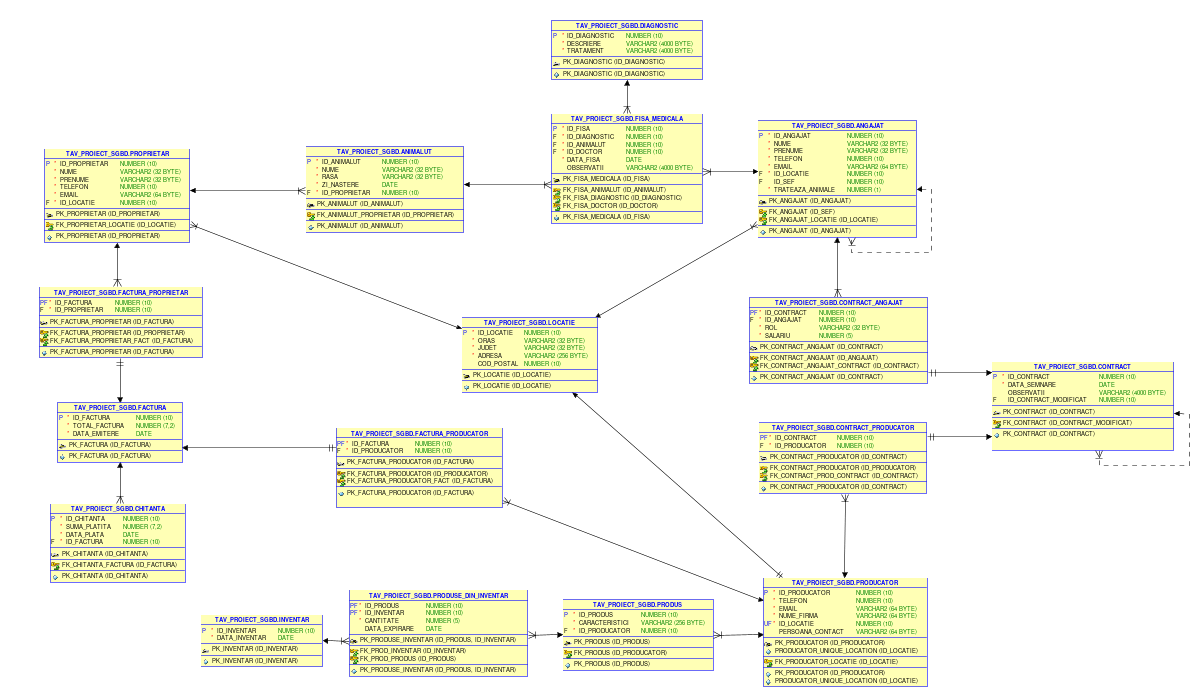 TAV_PROIECT_SGBD.DIAGNOSTIC
P * ID_DIAGNOSTIC NUMBER (10)
* DESCRIERE VARCHAR2 (4000 BYTE)
* TRATAMENT VARCHAR2 (4000 BYTE)
PK_DIAGNOSTIC (ID_DIAGNOSTIC)
PK_DIAGNOSTIC (ID_DIAGNOSTIC)
TAV_PROIECT_SGBD.FISA_MEDICALA
P * ID_FISA NUMBER (10)
F * ID_DIAGNOSTIC NUMBER (10)
F * ID_ANIMALUT NUMBER (10)
F * ID_DOCTOR NUMBER (10)
* DATA_FISA DATE
OBSERVATII VARCHAR2 (4000 BYTE)
PK_FISA_MEDICALA (ID_FISA)
FK_FISA_ANIMALUT (ID_ANIMALUT)
FK_FISA_DIAGNOSTIC (ID_DIAGNOSTIC)
FK_FISA_DOCTOR (ID_DOCTOR)
PK_FISA_MEDICALA (ID_FISA)
TAV_PROIECT_SGBD.ANGAJAT
P * ID_ANGAJAT NUMBER (10)
* NUME VARCHAR2 (32 BYTE)
* PRENUME VARCHAR2 (32 BYTE)
* TELEFON NUMBER (10)
* EMAIL VARCHAR2 (64 BYTE)
F * ID_LOCATIE NUMBER (10)
F ID_SEF NUMBER (10)
* TRATEAZA_ANIMALE NUMBER (1)
PK_ANGAJAT (ID_ANGAJAT)
FK_ANGAJAT (ID_SEF)
FK_ANGAJAT_LOCATIE (ID_LOCATIE)
PK_ANGAJAT (ID_ANGAJAT)
TAV_PROIECT_SGBD.PROPRIETAR
P * ID_PROPRIETAR NUMBER (10)
* NUME VARCHAR2 (32 BYTE)
* PRENUME VARCHAR2 (32 BYTE)
* TELEFON NUMBER (10)
* EMAIL VARCHAR2 (64 BYTE)
F * ID_LOCATIE NUMBER (10)
PK_PROPRIETAR (ID_PROPRIETAR)
FK_PROPRIETAR_LOCATIE (ID_LOCATIE)
PK_PROPRIETAR (ID_PROPRIETAR)
TAV_PROIECT_SGBD.ANIMALUT
P * ID_ANIMALUT NUMBER (10)
* NUME VARCHAR2 (32 BYTE)
* RASA VARCHAR2 (32 BYTE)
* ZI_NASTERE DATE
F * ID_PROPRIETAR NUMBER (10)
PK_ANIMALUT (ID_ANIMALUT)
FK_ANIMALUT_PROPRIETAR (ID_PROPRIETAR)
PK_ANIMALUT (ID_ANIMALUT)
TAV_PROIECT_SGBD.FACTURA_PROPRIETAR
PF * ID_FACTURA NUMBER (10)
F * ID_PROPRIETAR NUMBER (10)
PK_FACTURA_PROPRIETAR (ID_FACTURA)
FK_FACTURA_PROPRIETAR (ID_PROPRIETAR)
FK_FACTURA_PROPRIETAR_FACT (ID_FACTURA)
PK_FACTURA_PROPRIETAR (ID_FACTURA)
TAV_PROIECT_SGBD.LOCATIE
P * ID_LOCATIE NUMBER (10)
* ORAS VARCHAR2 (32 BYTE)
* JUDET VARCHAR2 (32 BYTE)
* ADRESA VARCHAR2 (256 BYTE)
COD_POSTAL NUMBER (10)
PK_LOCATIE (ID_LOCATIE)
PK_LOCATIE (ID_LOCATIE)
TAV_PROIECT_SGBD.CONTRACT_ANGAJAT
PF * ID_CONTRACT NUMBER (10)
F * ID_ANGAJAT NUMBER (10)
* ROL VARCHAR2 (32 BYTE)
* SALARIU NUMBER (5)
PK_CONTRACT_ANGAJAT (ID_CONTRACT)
FK_CONTRACT_ANGAJAT (ID_ANGAJAT)
FK_CONTRACT_ANGAJAT_CONTRACT (ID_CONTRACT)
PK_CONTRACT_ANGAJAT (ID_CONTRACT)
TAV_PROIECT_SGBD.CONTRACT
P * ID_CONTRACT NUMBER (10)
* DATA_SEMNARE DATE
OBSERVATII VARCHAR2 (4000 BYTE)
F ID_CONTRACT_MODIFICAT NUMBER (10)
PK_CONTRACT (ID_CONTRACT)
FK_CONTRACT (ID_CONTRACT_MODIFICAT)
PK_CONTRACT (ID_CONTRACT)
TAV_PROIECT_SGBD.FACTURA
P * ID_FACTURA NUMBER (10)
* TOTAL_FACTURA NUMBER (7,2)
* DATA_EMITERE DATE
PK_FACTURA (ID_FACTURA)
PK_FACTURA (ID_FACTURA)
TAV_PROIECT_SGBD.FACTURA_PRODUCATOR
PF * ID_FACTURA NUMBER (10)
F * ID_PRODUCATOR NUMBER (10)
PK_FACTURA_PRODUCATOR (ID_FACTURA)
FK_FACTURA_PRODUCATOR (ID_PRODUCATOR)
FK_FACTURA_PRODUCATOR_FACT (ID_FACTURA)
PK_FACTURA_PRODUCATOR (ID_FACTURA)
TAV_PROIECT_SGBD.CONTRACT_PRODUCATOR
PF * ID_CONTRACT NUMBER (10)
F * ID_PRODUCATOR NUMBER (10)
PK_CONTRACT_PRODUCATOR (ID_CONTRACT)
FK_CONTRACT_PRODUCATOR (ID_PRODUCATOR)
FK_CONTRACT_PROD_CONTRACT (ID_CONTRACT)
PK_CONTRACT_PRODUCATOR (ID_CONTRACT)
TAV_PROIECT_SGBD.CHITANTA
P * ID_CHITANTA NUMBER (10)
* SUMA_PLATITA NUMBER (7,2)
* DATA_PLATA DATE
F * ID_FACTURA NUMBER (10)
PK_CHITANTA (ID_CHITANTA)
FK_CHITANTA_FACTURA (ID_FACTURA)
PK_CHITANTA (ID_CHITANTA)
TAV_PROIECT_SGBD.INVENTAR
P * ID_INVENTAR NUMBER (10)
* DATA_INVENTAR DATE
PK_INVENTAR (ID_INVENTAR)
PK_INVENTAR (ID_INVENTAR)
TAV_PROIECT_SGBD.PRODUSE_DIN_INVENTAR
PF * ID_PRODUS NUMBER (10)
PF * ID_INVENTAR NUMBER (10)
* CANTITATE NUMBER (5)
DATA_EXPIRARE DATE
PK_PRODUSE_INVENTAR (ID_PRODUS, ID_INVENTAR)
FK_PROD_INVENTAR (ID_INVENTAR)
FK_PROD_PRODUS (ID_PRODUS)
PK_PRODUSE_INVENTAR (ID_PRODUS, ID_INVENTAR)
TAV_PROIECT_SGBD.PRODUS
P * ID_PRODUS NUMBER (10)
* CARACTERISTICI VARCHAR2 (256 BYTE)
F * ID_PRODUCATOR NUMBER (10)
PK_PRODUS (ID_PRODUS)
FK_PRODUS (ID_PRODUCATOR)
PK_PRODUS (ID_PRODUS)
TAV_PROIECT_SGBD.PRODUCATOR
P * ID_PRODUCATOR NUMBER (10)
* TELEFON NUMBER (10)
* EMAIL VARCHAR2 (64 BYTE)
* NUME_FIRMA VARCHAR2 (64 BYTE)
UF * ID_LOCATIE NUMBER (10)
PERSOANA_CONTACT VARCHAR2 (64 BYTE)
PK_PRODUCATOR (ID_PRODUCATOR)
PRODUCATOR_UNIQUE_LOCATION (ID_LOCATIE)
FK_PRODUCATOR_LOCATIE (ID_LOCATIE)
PK_PRODUCATOR (ID_PRODUCATOR)
PRODUCATOR_UNIQUE_LOCATION (ID_LOCATIE)